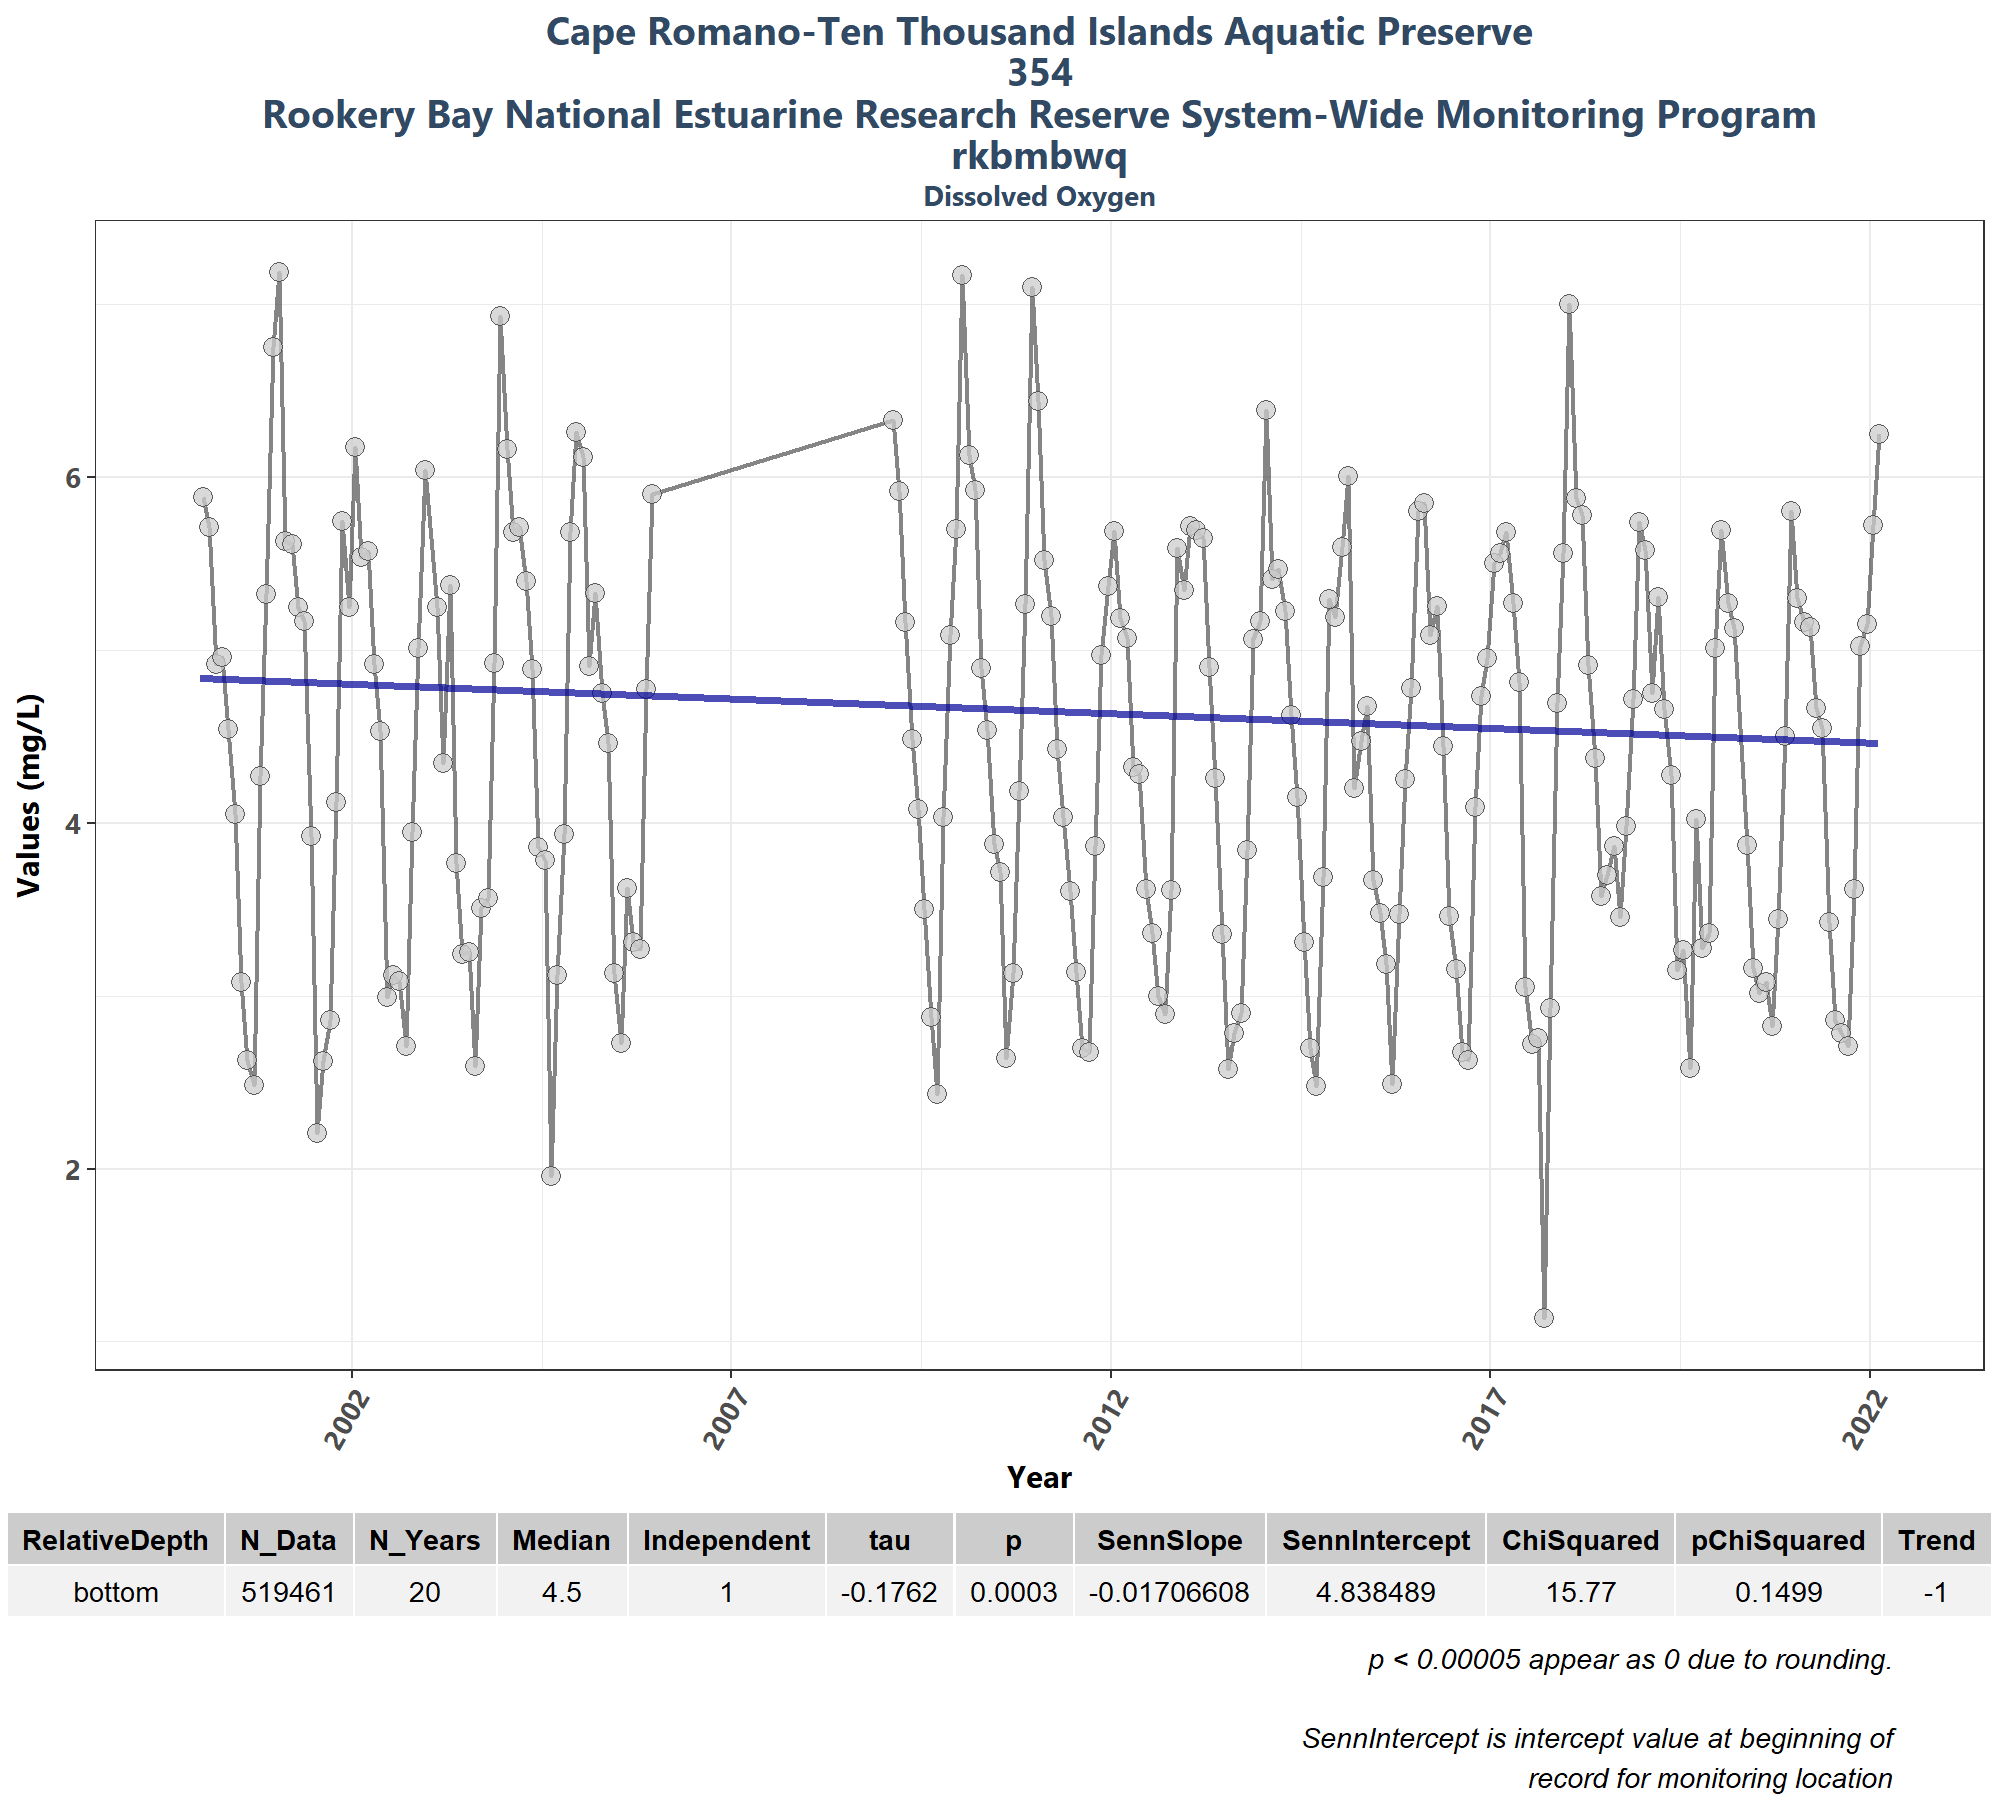 Cape Romano-Ten Thousand Islands Aquatic Preserve
354
Rookery Bay National Estuarine Research Reserve System-Wide Monitoring Program
rkbmbwq
Dissolved Oxygen
Values (mg/L)
6
4
2
2002
2007
2012
2017
2022
Year
RelativeDepth N_Data N_Years Median Independent tau p SennSlope SennIntercept ChiSquared pChiSquared Trend
bottom 519461 20 4.5 1 -0.1762 0.0003 -0.01706608 4.838489 15.77 0.1499 -1
p < 0.00005 appear as 0 due to rounding.
SennIntercept is intercept value at beginning of
record for monitoring location